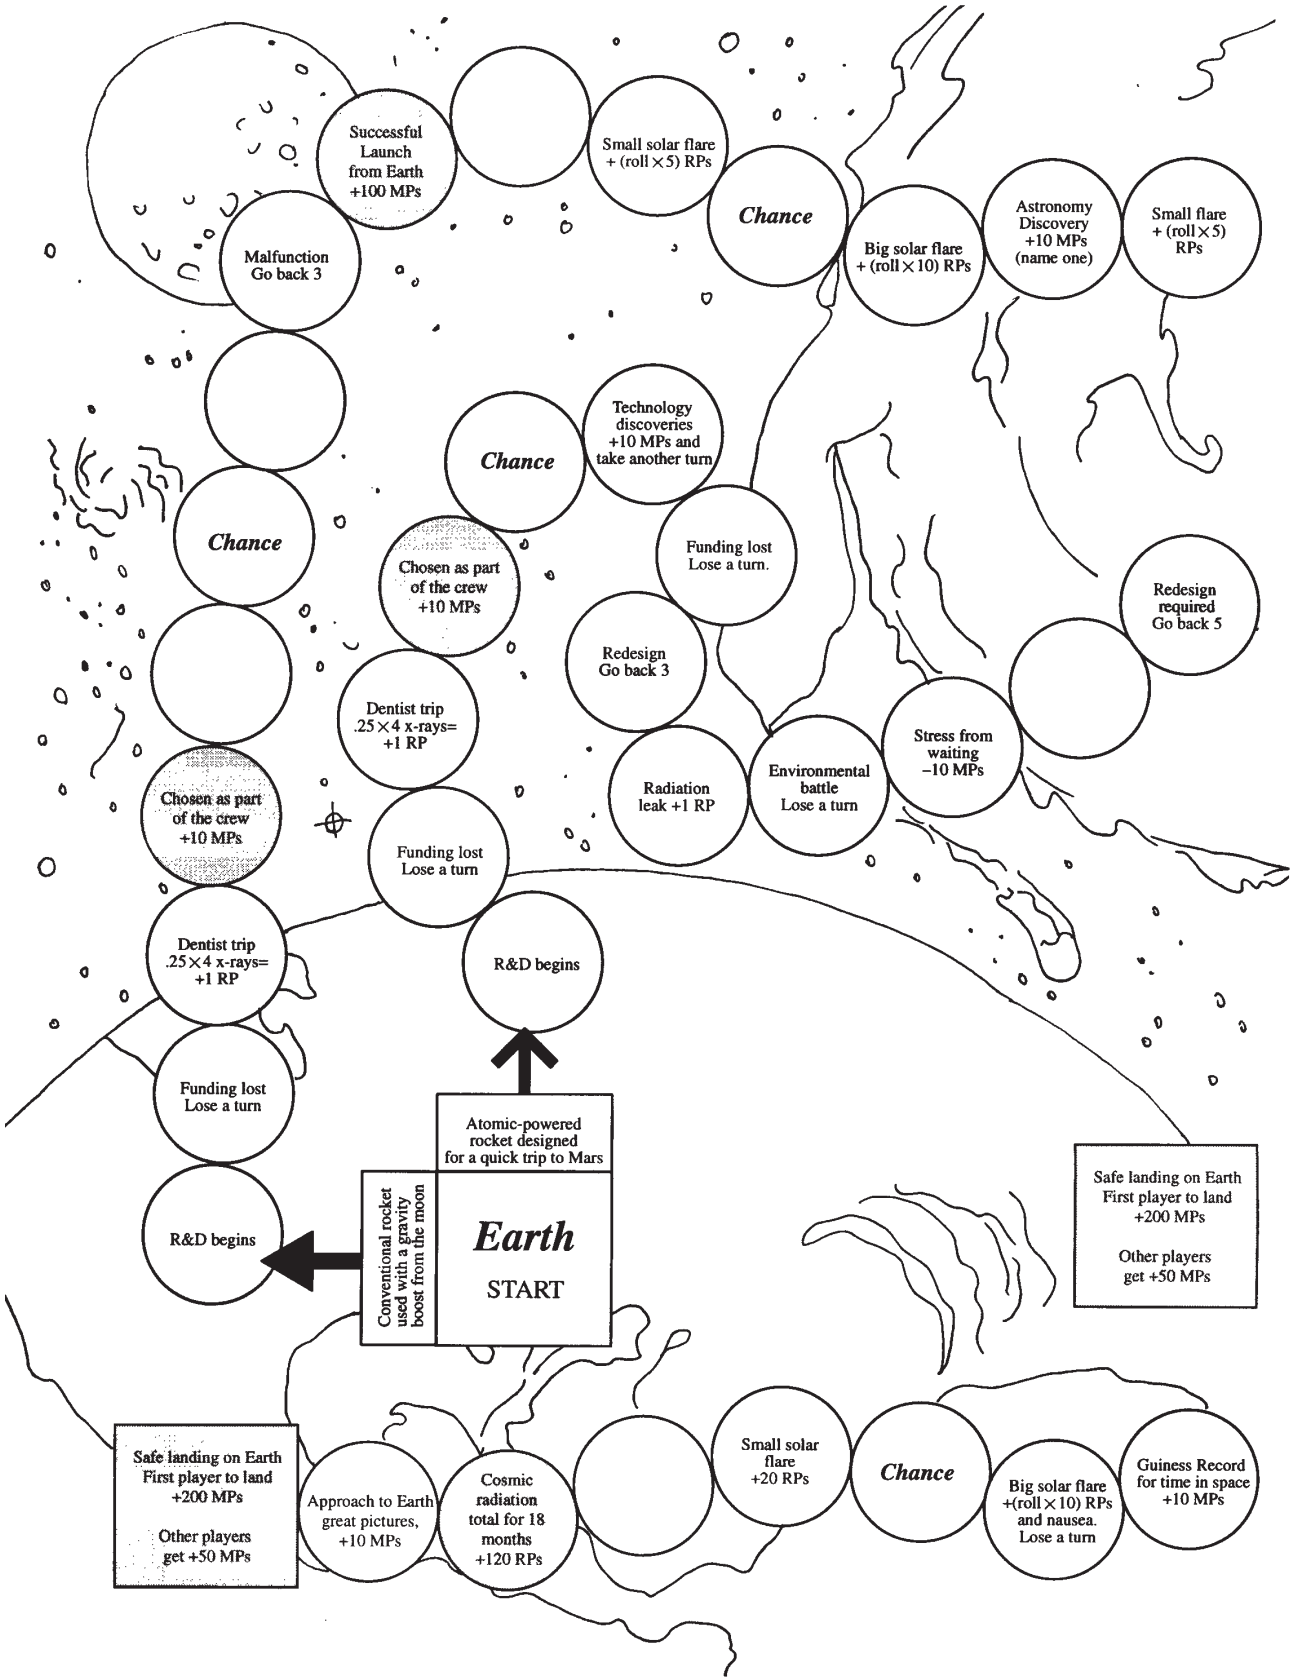 Successful
Launch
from Earth
+100 MPs
Small solar flare
+ (roll×5) RPs
Chance
Big solar flare
+ (roll×10) RPs
Astronomy
Discovery
+10 MPs
(name one)
Small flare
+ (roll×5)
RPs
Malfunction
Go back 3
Chance
Chosen as part
of the crew
+10 MPs
Dentist trip
.25×4 x-rays=
+1 RP
Funding lost
Lose a turn
R&D begins
Chance
Technology
discoveries
+10 MPs and
take another turn
Chosen as part
of the crew
+10 MPs
Funding lost
Lose a turn.
Dentist trip
.25×4 x-rays=
+1 RP
Redesign
Go back 3
Funding lost
Lose a turn
Radiation
leak +1 RP
Environmental
battle
Lose a turn
Stress from
waiting
–10 MPs
Redesign
required
Go back 5
R&D begins
Atomic-powered
rocket designed
for a quick trip to Mars
Conventional rocket
used with a gravity
boost from the moon
Earth
START
Safe landing on Earth
First player to land
+200 MPs
Other players
get +50 MPs
Safe landing on Earth
First player to land
+200 MPs
Other players
get +50 MPs
Approach to Earth
great pictures,
+10 MPs
Cosmic
radiation
total for 18
months
+120 RPs
Small solar
flare
+20 RPs
Chance
Big solar flare
+(roll×10) RPs
and nausea.
Lose a turn
Guiness Record
for time in space
+10 MPs